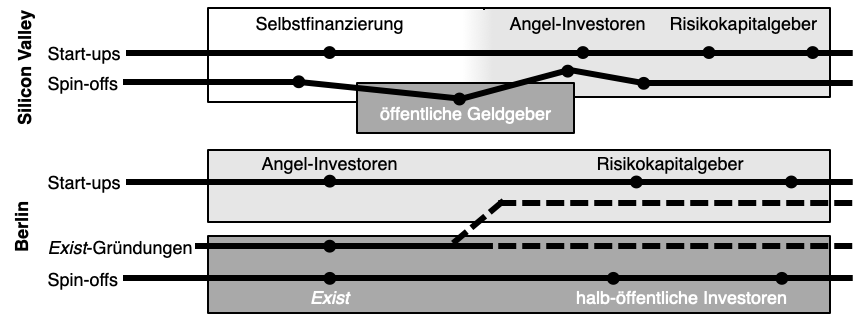 Silicon Valley
Selbstfinanzierung
Angel-Investoren
Risikokapitalgeber
Start-ups
Spin-offs
öffentliche Geldgeber
Berlin
Angel-Investoren
Risikokapitalgeber
Start-ups
Exist-Gründungen
Spin-offs
Exist
halb-öffentliche Investoren